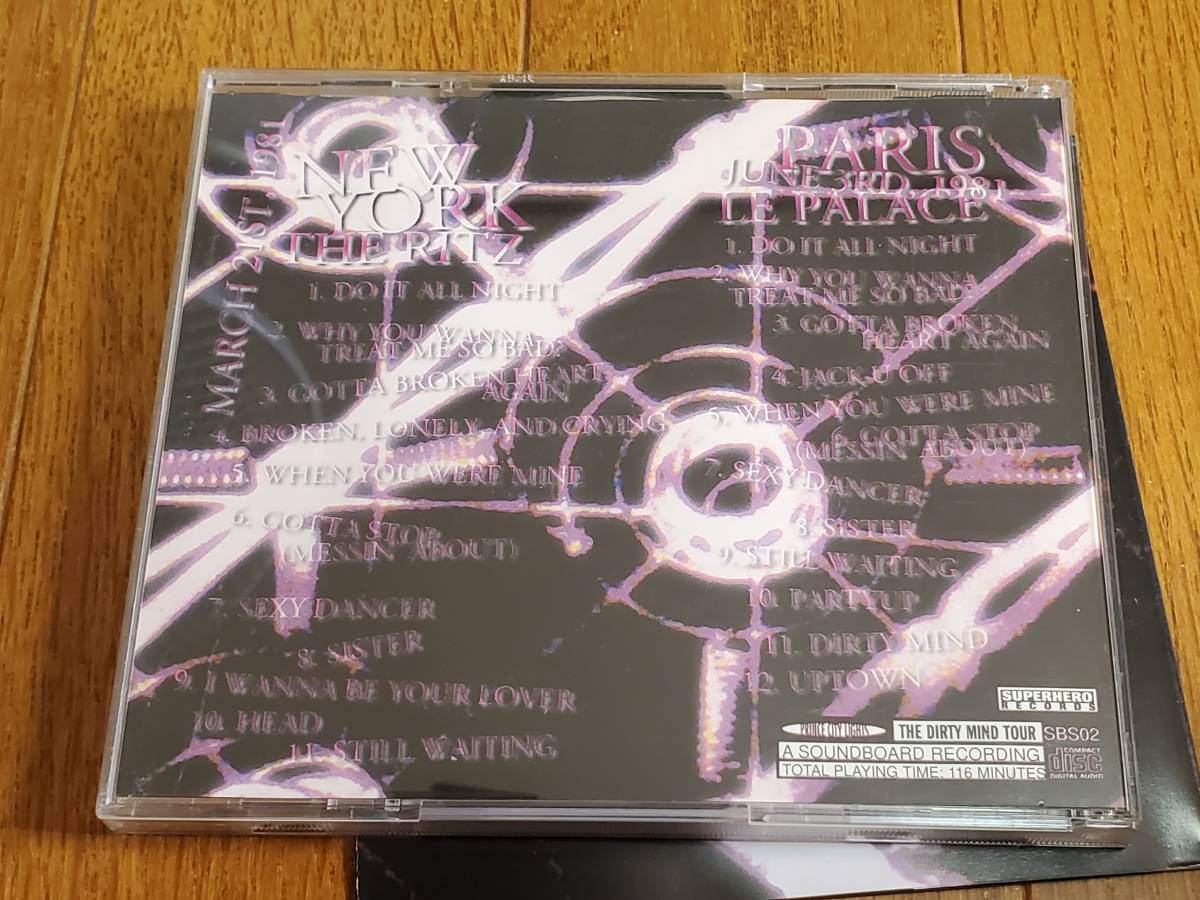 MARCH 21ST, 1981
NEW
YORK
THE RITZ
1. DO IT ALL NIGHT
2. WHY YOU WANNA
TREAT ME SO BAD?
3. GOTTA BROKEN HEART
AGAIN
4. BROKEN, LONELY, AND CRYING
5. WHEN YOU WERE MINE
6. GOTTA STOP
(MESSIN' ABOUT)
7. SEXY DANCER
8. SISTER
9. I WANNA BE YOUR LOVER
10. HEAD
11. STILL WAITING
PARIS
JUNE 3RD, 1981
LE PALACE
1. DO IT ALL NIGHT
2. WHY YOU WANNA
TREAT ME SO BAD?
3. GOTTA BROKEN
HEART AGAIN
4. JACK U OFF
5. WHEN YOU WERE MINE
6. GOTTA STOP
(MESSIN' ABOUT)
7. SEXY DANCER
8. SISTER
9. STILL WAITING
10. PARTYUP
11. DIRTY MIND
12. UPTOWN
SUPERHERO
RECORDS
PRINCE CITY LIGHTS
THE DIRTY MIND TOUR SBS02
A SOUNDBOARD RECORDING
TOTAL PLAYING TIME: 116 MINUTES
COMPACT
disc
DIGITAL AUDIO